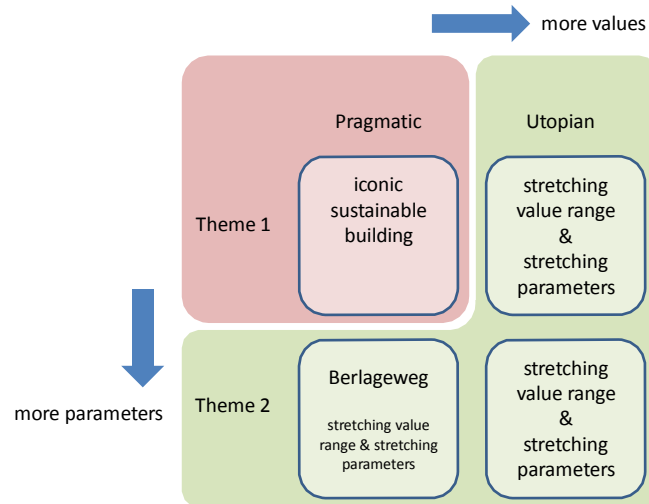 more values
Pragmatic
Utopian
Theme 1
iconic
sustainable
building
stretching
value range
&
stretching
parameters
more parameters
Theme 2
Berlageweg
stretching value
range & stretching
parameters
stretching
value range
&
stretching
parameters